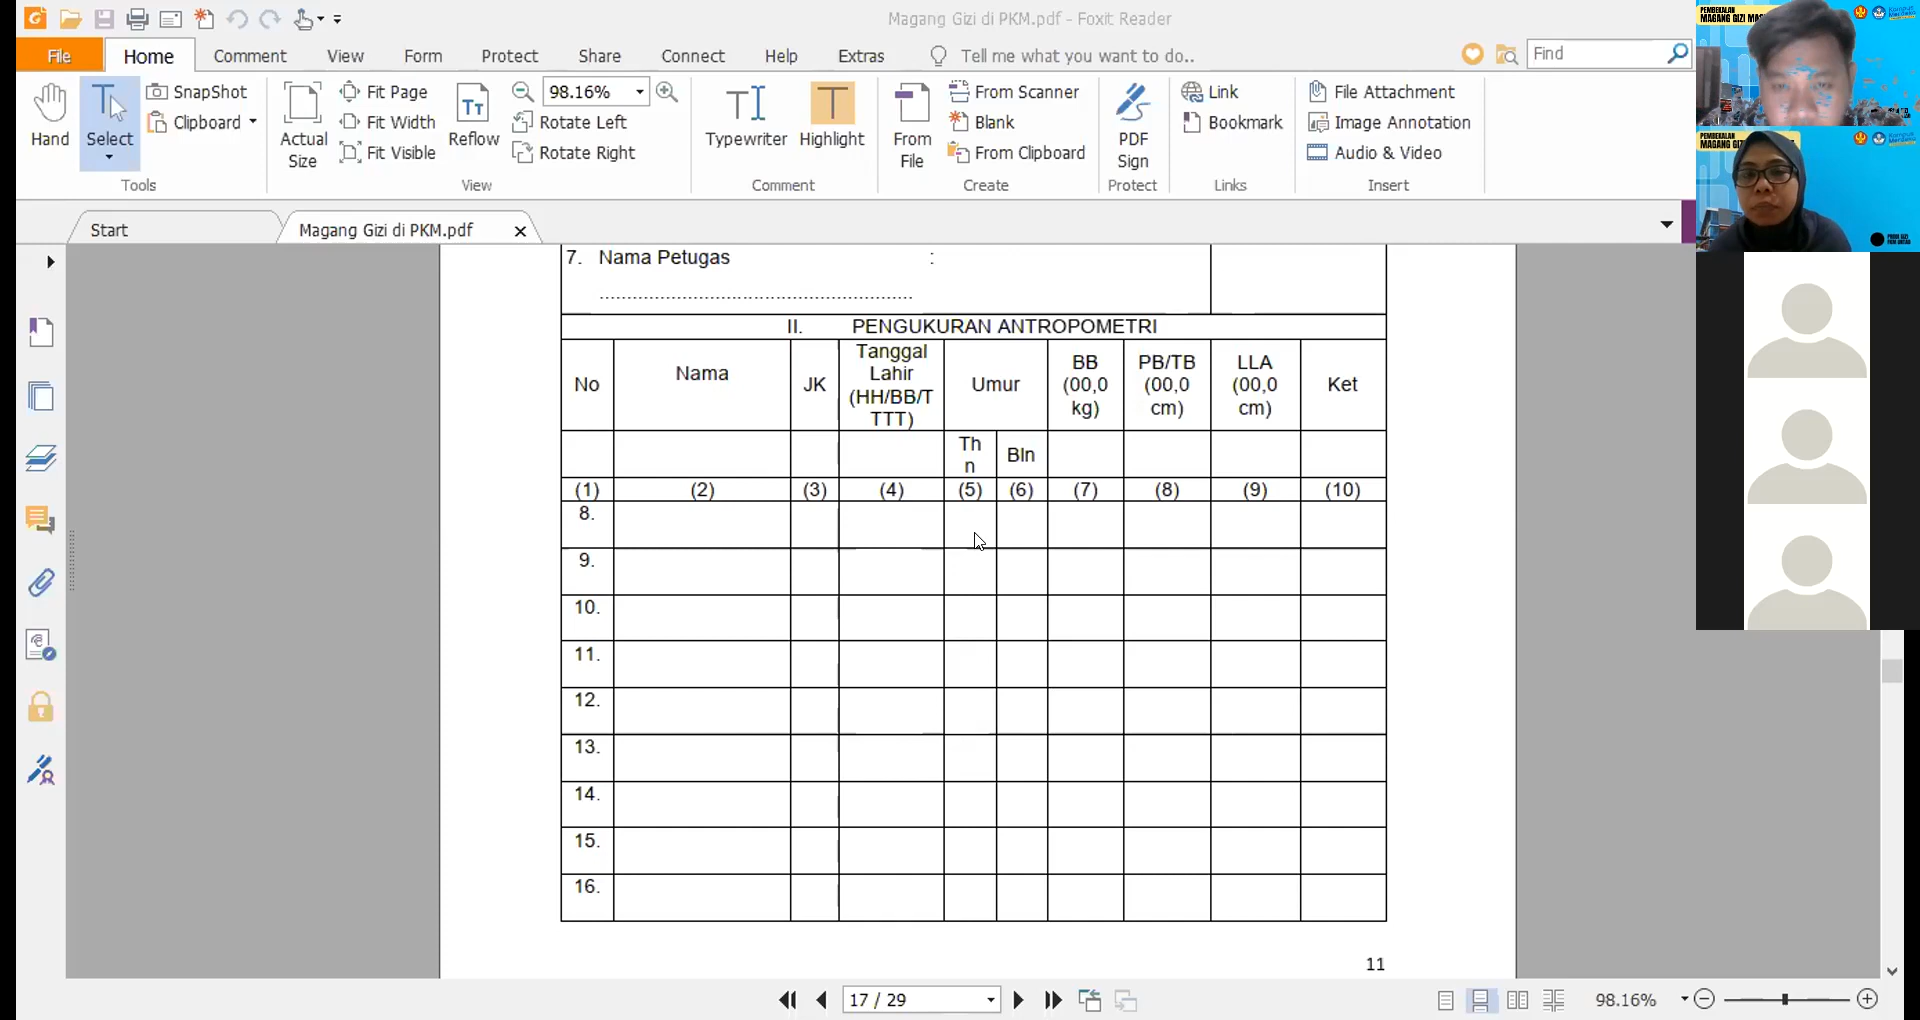 Magang Gizi di PKM.pdf - Foxit Reader
File Home Comment View Form Protect Share Connect Help Extras Tell me what you want to do.. Find
Hand
Select
SnapShot
Clipboard
Tools
Actual Size
Fit Page
Fit Width
Fit Visible
Reflow
98.16%
Rotate Left
Rotate Right
View
Typewriter
Highlight
Comment
From File
From Scanner
Blank
From Clipboard
Create
PDF Sign
Protect
Link
Bookmark
Links
File Attachment
Image Annotation
Audio & Video
Insert
Start
Magang Gizi di PKM.pdf
PEMBEKALAN
PEMBEKALAN
7. Nama Petugas :
......................................................
II. PENGUKURAN ANTROPOMETRI
No Nama JK Tanggal Lahir (HH/BB/T TTT) Umur BB (00,0 kg) PB/TB (00,0 cm) LLA (00,0 cm) Ket
Th n Bln
(1) (2) (3) (4) (5) (6) (7) (8) (9) (10)
8.
9.
10.
11.
12.
13.
14.
15.
16.
11
17 / 29
98.16%